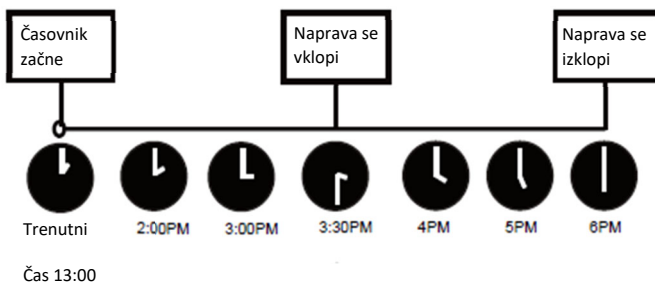 Časovnik
začne
Naprava se
vklopi
Naprava se
izklopi
Trenutni
2:00PM
3:00PM
3:30PM
4PM
5PM
6PM
Čas 13:00